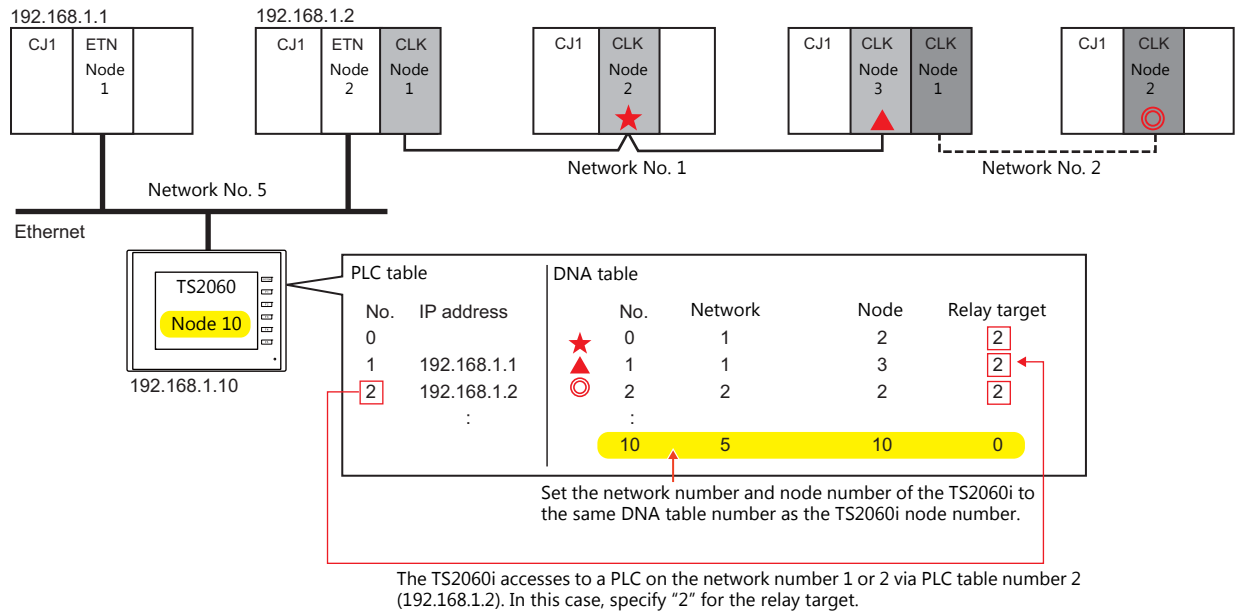 192.168.1.1
192.168.1.2
CJ1 ETN Node 1
CJ1 ETN Node 2 CLK Node 1
CJ1 CLK Node 2
CJ1 CLK Node 3 CLK Node 1
CJ1 CLK Node 2
Network No. 1
Network No. 2
Network No. 5
Ethernet
TS2060
Node 10
192.168.1.10
PLC table
No. IP address
0
1 192.168.1.1
2 192.168.1.2
:
DNA table
No. Network Node Relay target
0 1 2 2
1 1 3 2
2 2 2 2
:
10 5 10 0
Set the network number and node number of the TS2060i to
the same DNA table number as the TS2060i node number.
The TS2060i accesses to a PLC on the network number 1 or 2 via PLC table number 2
(192.168.1.2). In this case, specify “2” for the relay target.